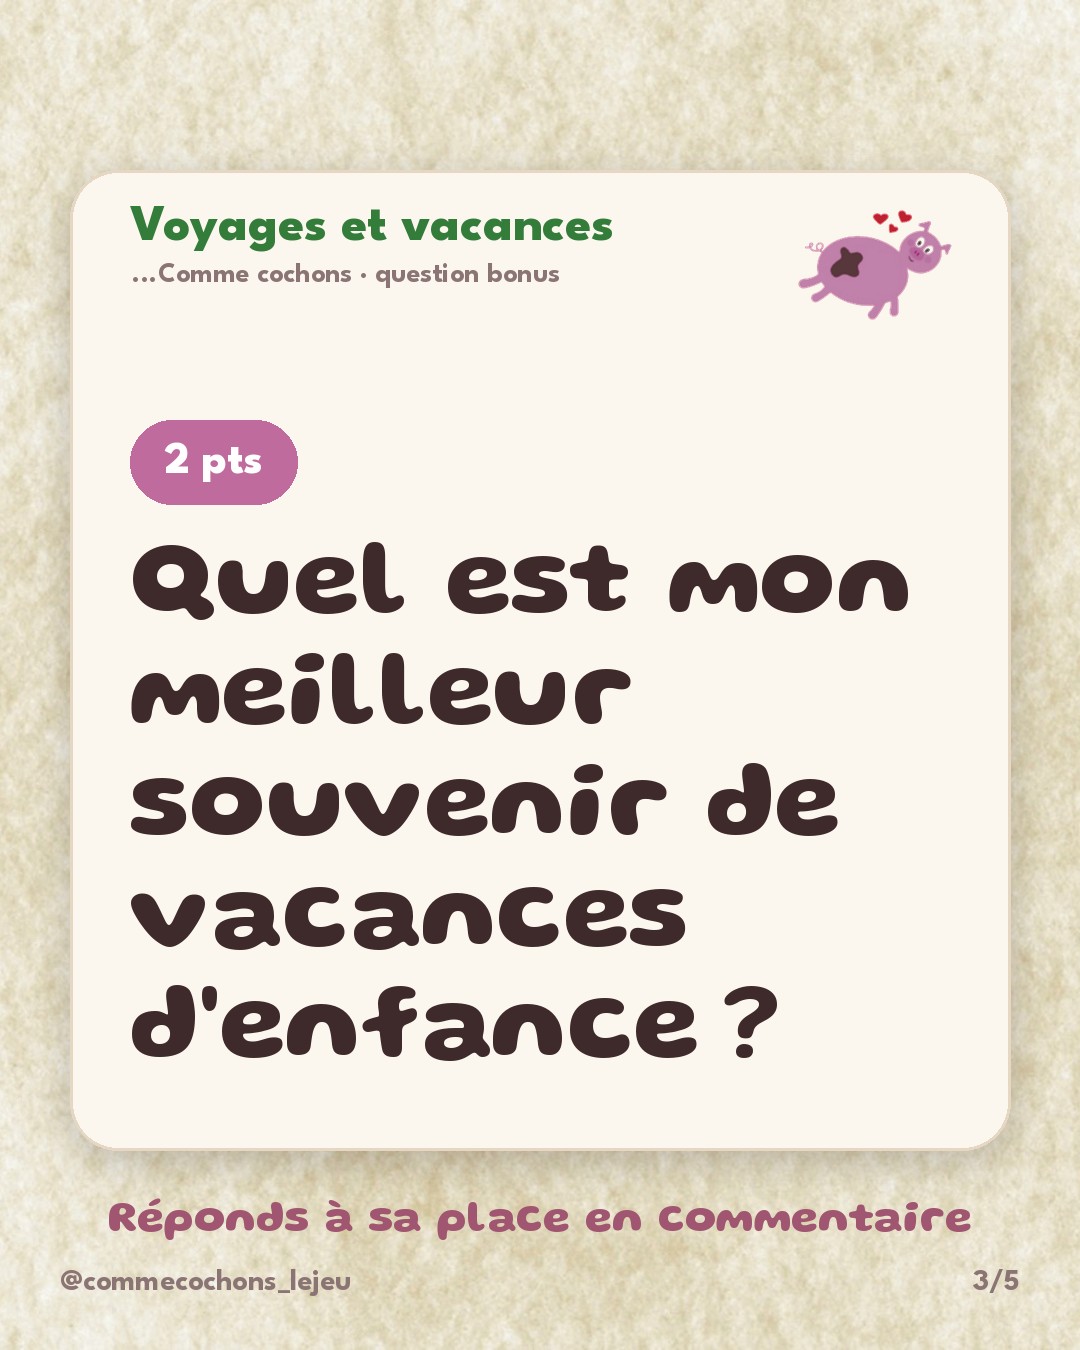 Voyages et vacances
...Comme cochons · question bonus
2 pts
Quel est mon
meilleur
souvenir de
vacances
d'enfance ?
Réponds à sa place en commentaire
@commecochons_lejeu
3/5